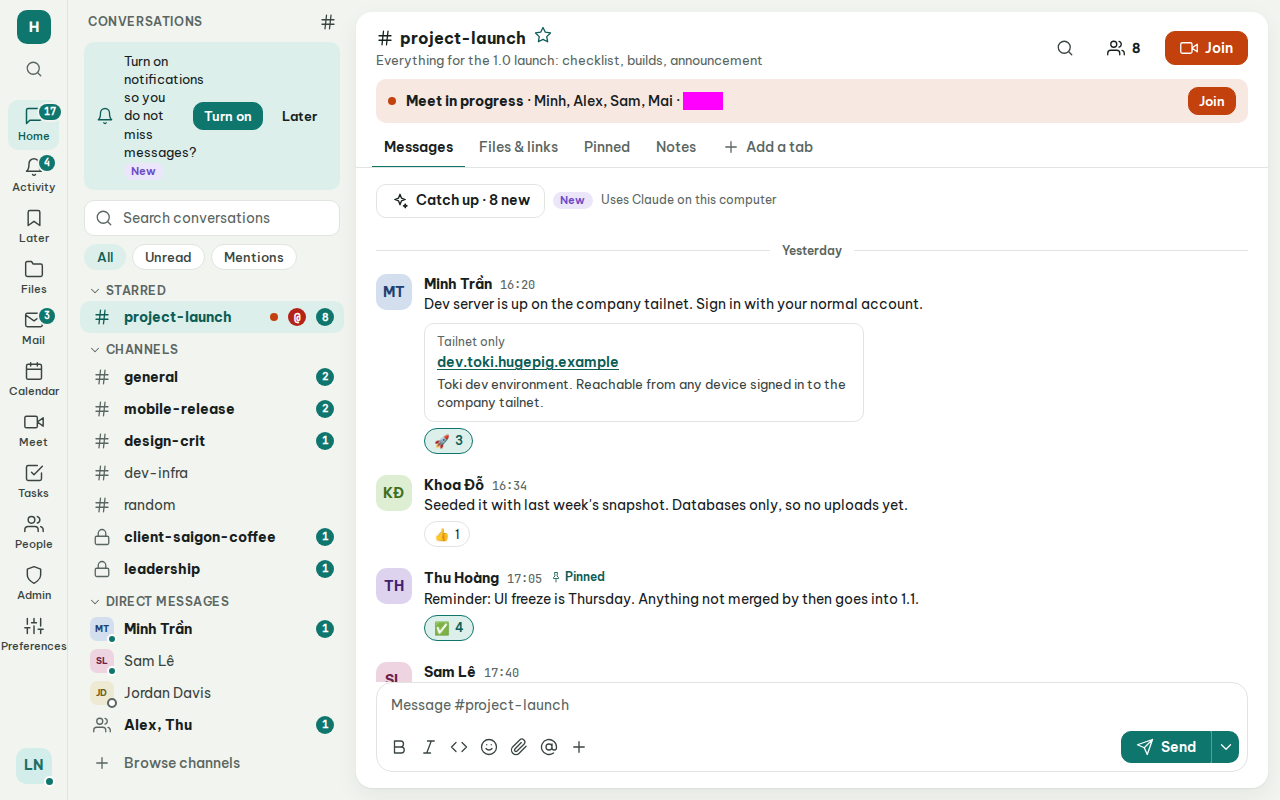 H
CONVERSATIONS
Turn on
notifications
so you
do not
miss
messages?
New
Turn on
Later
17
Home
4
Activity
Later
Files
3
Mail
Calendar
Meet
Tasks
People
Admin
Preferences
LN
Search conversations
All
Unread
Mentions
STARRED
project-launch @ 8
CHANNELS
general 2
mobile-release 2
design-crit 1
dev-infra
random
client-saigon-coffee 1
leadership 1
DIRECT MESSAGES
MT Minh Trần 1
SL Sam Lê
JD Jordan Davis
Alex, Thu 1
Browse channels
# project-launch
Everything for the 1.0 launch: checklist, builds, announcement
8
Join
Meet in progress · Minh, Alex, Sam, Mai ·
Join
Messages
Files & links
Pinned
Notes
Add a tab
Catch up · 8 new
New
Uses Claude on this computer
Yesterday
MT
Minh Trần 16:20
Dev server is up on the company tailnet. Sign in with your normal account.
Tailnet only
dev.toki.hugepig.example
Toki dev environment. Reachable from any device signed in to the
company tailnet.
🚀 3
KĐ
Khoa Đỗ 16:34
Seeded it with last week's snapshot. Databases only, so no uploads yet.
👍 1
TH
Thu Hoàng 17:05 Pinned
Reminder: UI freeze is Thursday. Anything not merged by then goes into 1.1.
✅ 4
SL
Sam Lê 17:40
Message #project-launch
Send